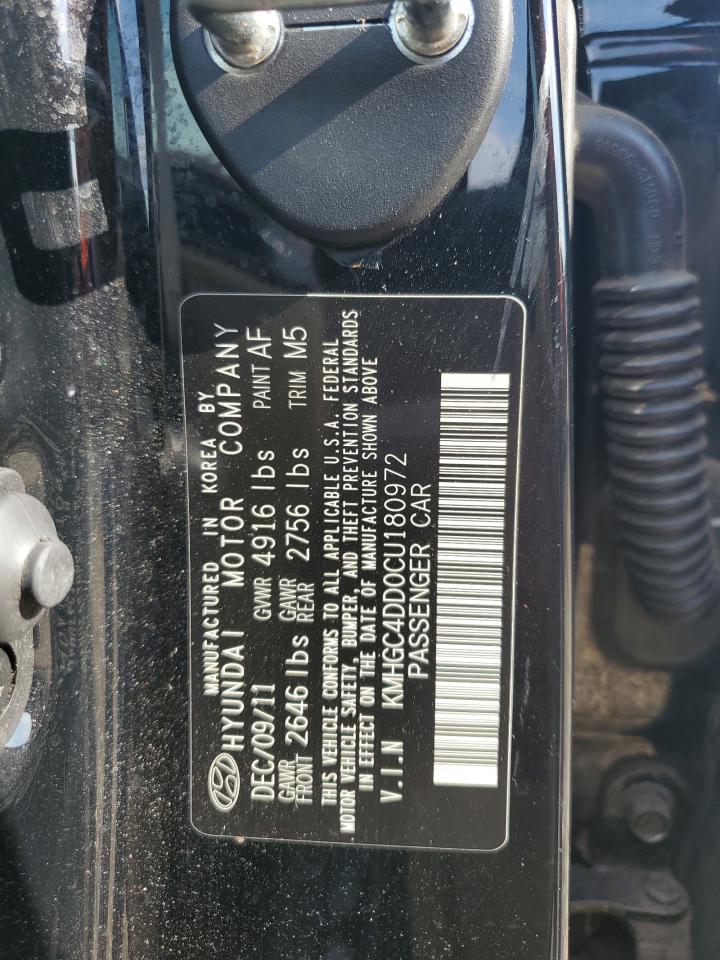 MANUFACTURED IN KOREA BY
HYUNDAI MOTOR COMPANY
DEC/09/11 GVWR 4916 lbs PAINT AF
GAWR FRONT 2646 lbs GAWR REAR 2756 lbs TRIM M5
THIS VEHICLE CONFORMS TO ALL APPLICABLE U.S.A. FEDERAL
MOTOR VEHICLE SAFETY, BUMPER, AND THEFT PREVENTION STANDARDS
IN EFFECT ON THE DATE OF MANUFACTURE SHOWN ABOVE
V.I.N KMHGC4DD0CU180972
PASSENGER CAR